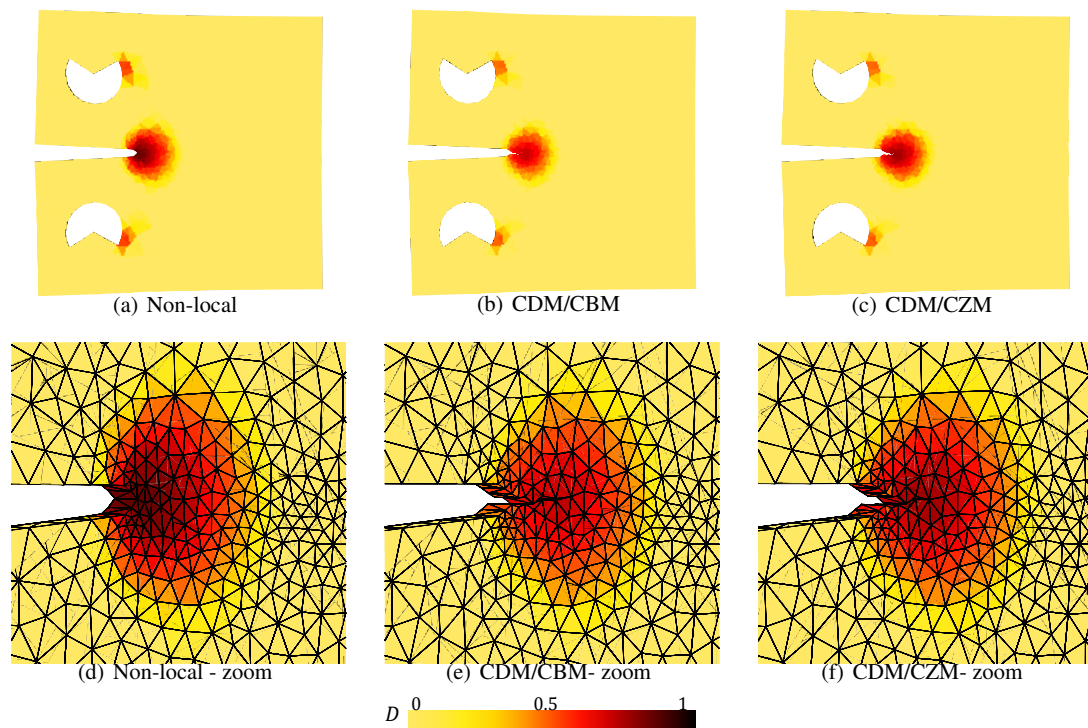 (a) Non-local (b) CDM/CBM (c) CDM/CZM
(d) Non-local - zoom (e) CDM/CBM- zoom (f) CDM/CZM- zoom
D 0 0.5 1